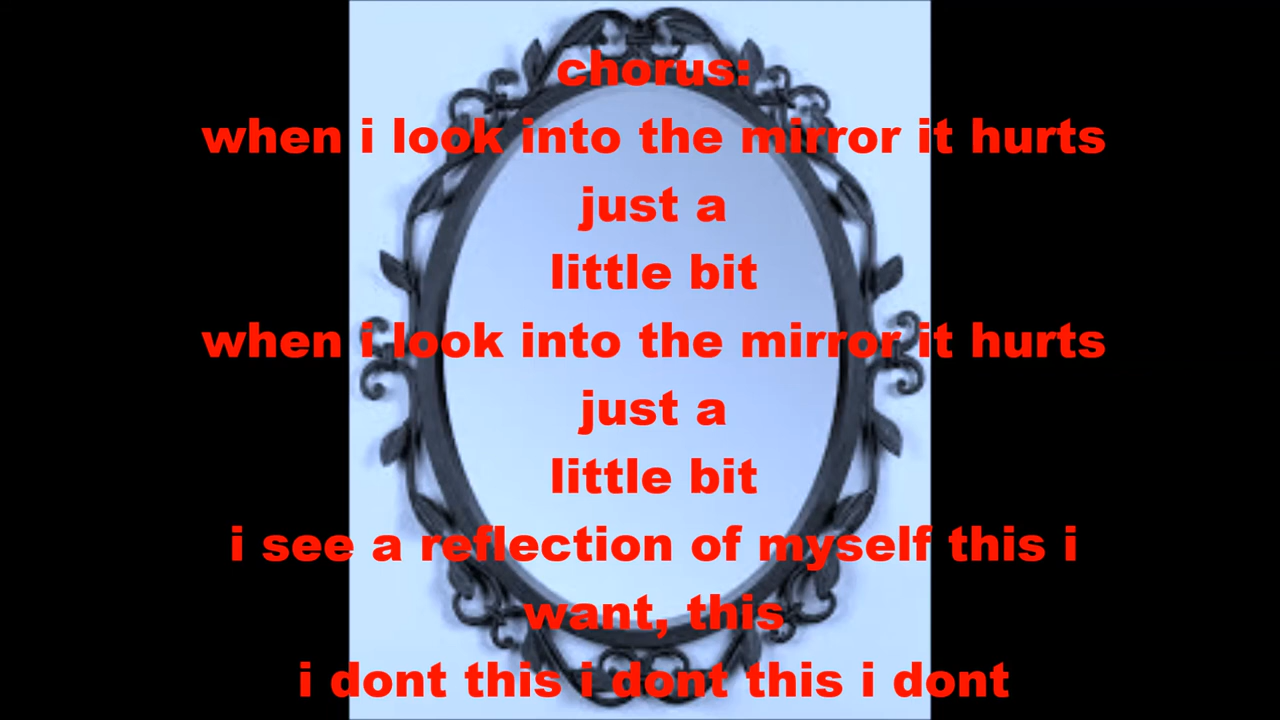 chorus:
when i look into the mirror it hurts
just a
little bit
when i look into the mirror it hurts
just a
little bit
i see a reflection of myself this i
want, this
i dont this i dont this i dont